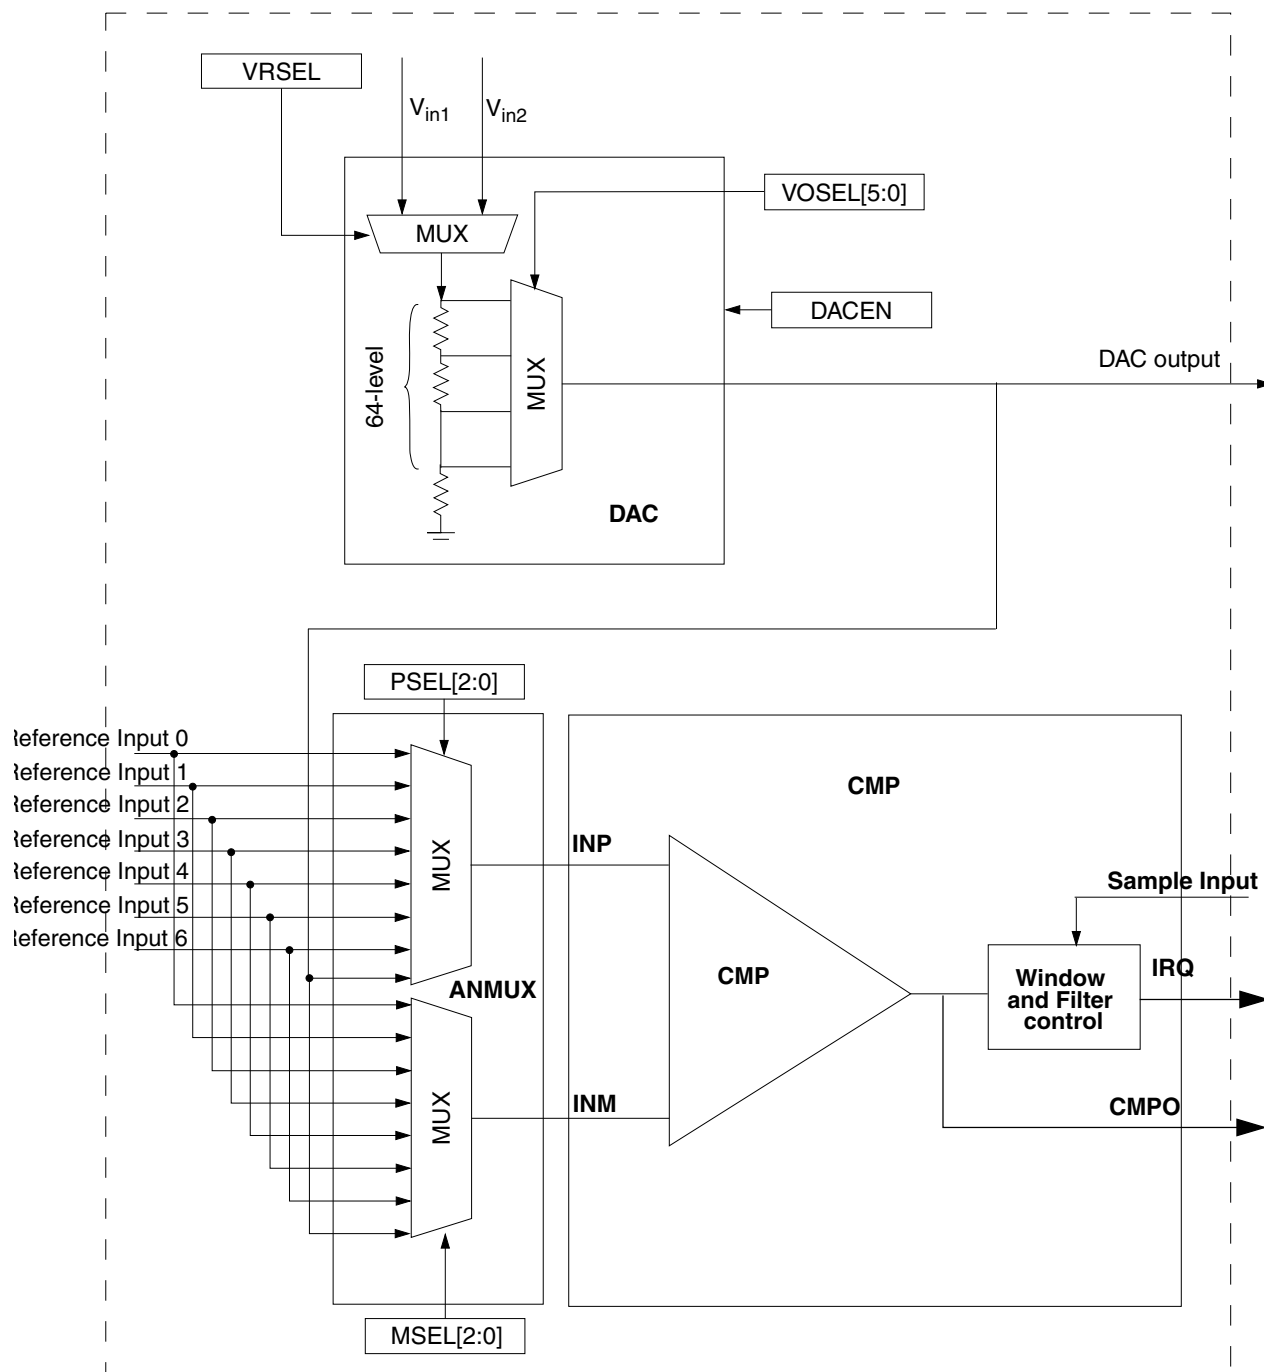 VRSEL
Vin1
Vin2
VOSEL[5:0]
MUX
DACEN
64-level
MUX
DAC output
DAC
PSEL[2:0]
Reference Input 0
Reference Input 1
Reference Input 2
Reference Input 3
Reference Input 4
Reference Input 5
Reference Input 6
MUX
INP
CMP
Sample Input
CMP
ANMUX
Window
and Filter
control
IRQ
MUX
INM
CMPO
MSEL[2:0]